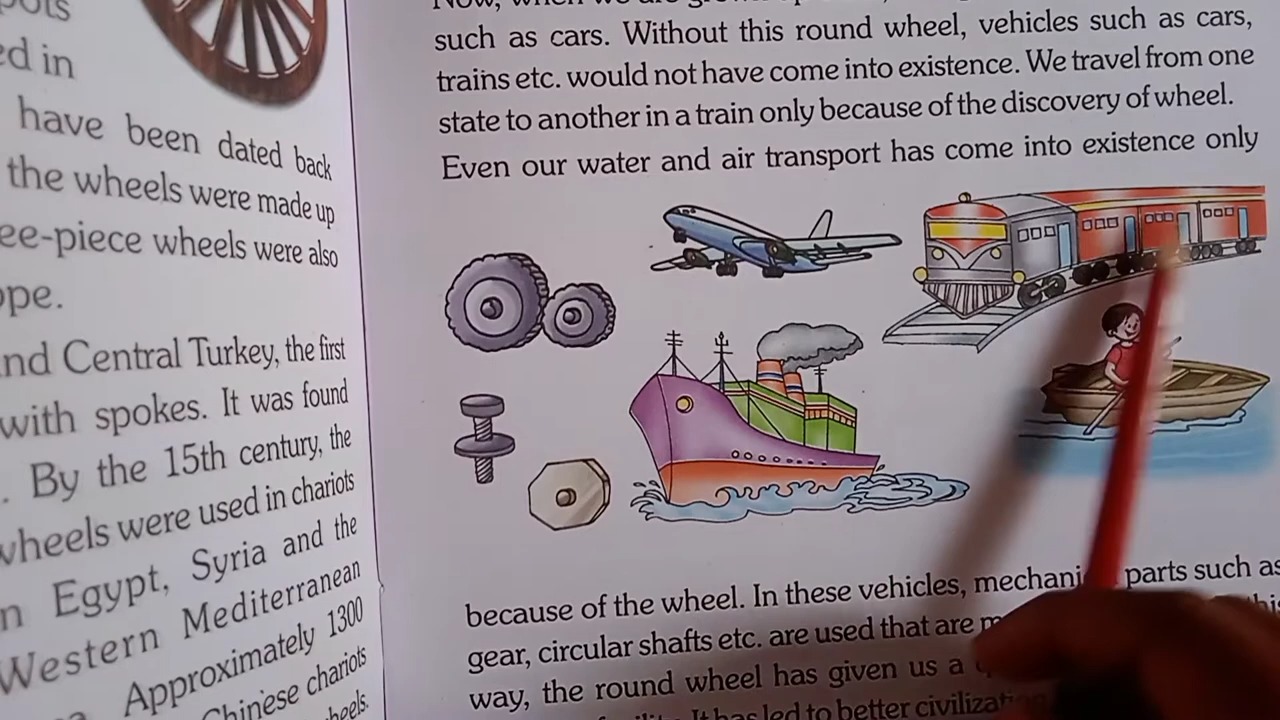 ed in
have been dated back
the wheels were made up
ee-piece wheels were also
ope.
nd Central Turkey, the first
with spokes. It was found
. By the 15th century, the
wheels were used in chariots
n Egypt, Syria and the
Western Mediterranean
Approximately 1300
Chinese chariots
heels.
such as cars. Without this round wheel, vehicles such as cars,
trains etc. would not have come into existence. We travel from one
state to another in a train only because of the discovery of wheel.
Even our water and air transport has come into existence only
because of the wheel. In these vehicles, mechani parts such as
gear, circular shafts etc. are used that are
way, the round wheel has given us a
It has led to better